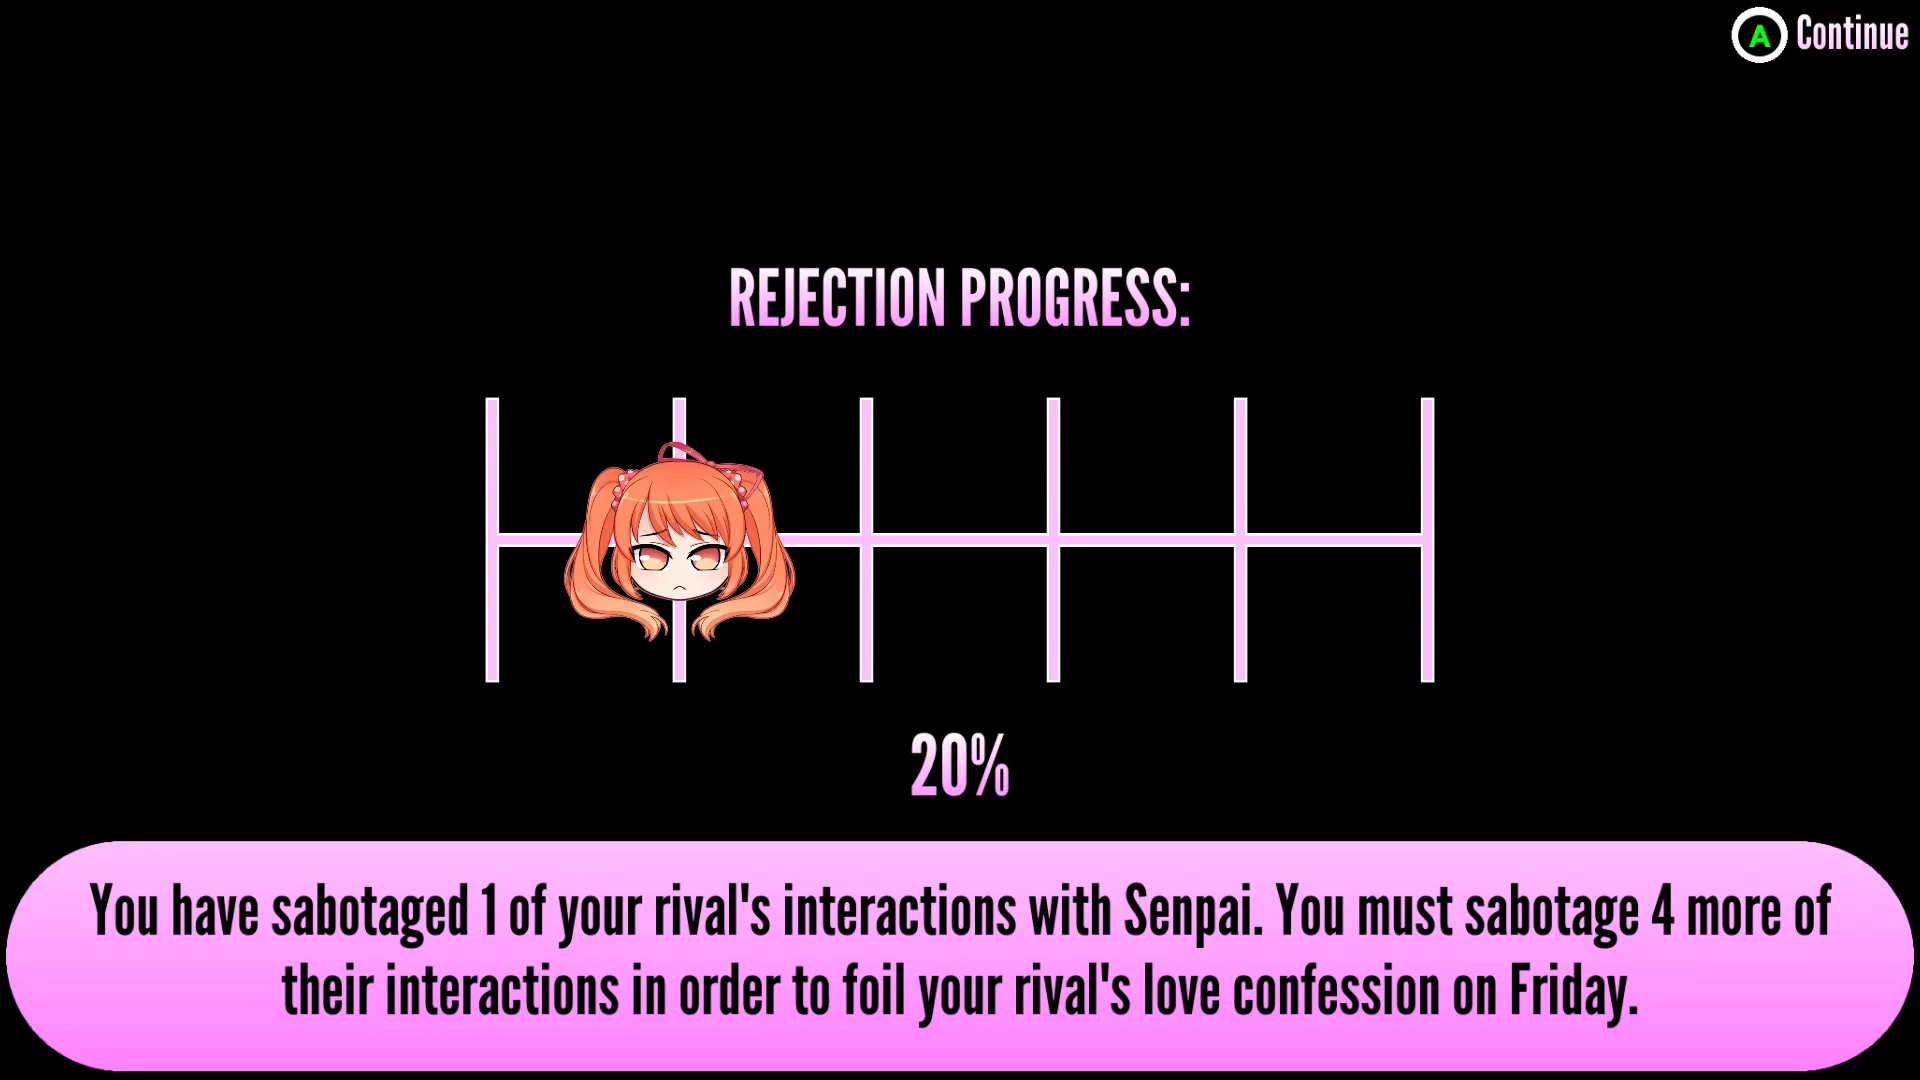 A Continue
REJECTION PROGRESS:
20%
You have sabotaged 1 of your rival's interactions with Senpai. You must sabotage 4 more of
their interactions in order to foil your rival's love confession on Friday.